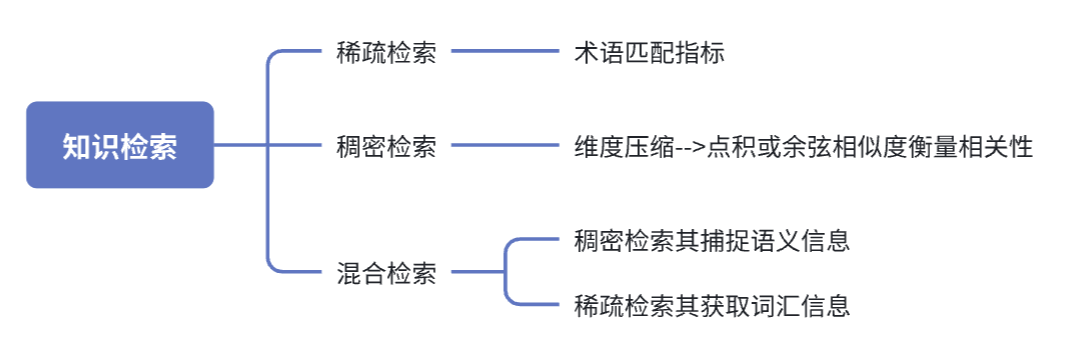 知识检索
稀疏检索
术语匹配指标
稠密检索
维度压缩-->点积或余弦相似度衡量相关性
混合检索
稠密检索其捕捉语义信息
稀疏检索其获取词汇信息